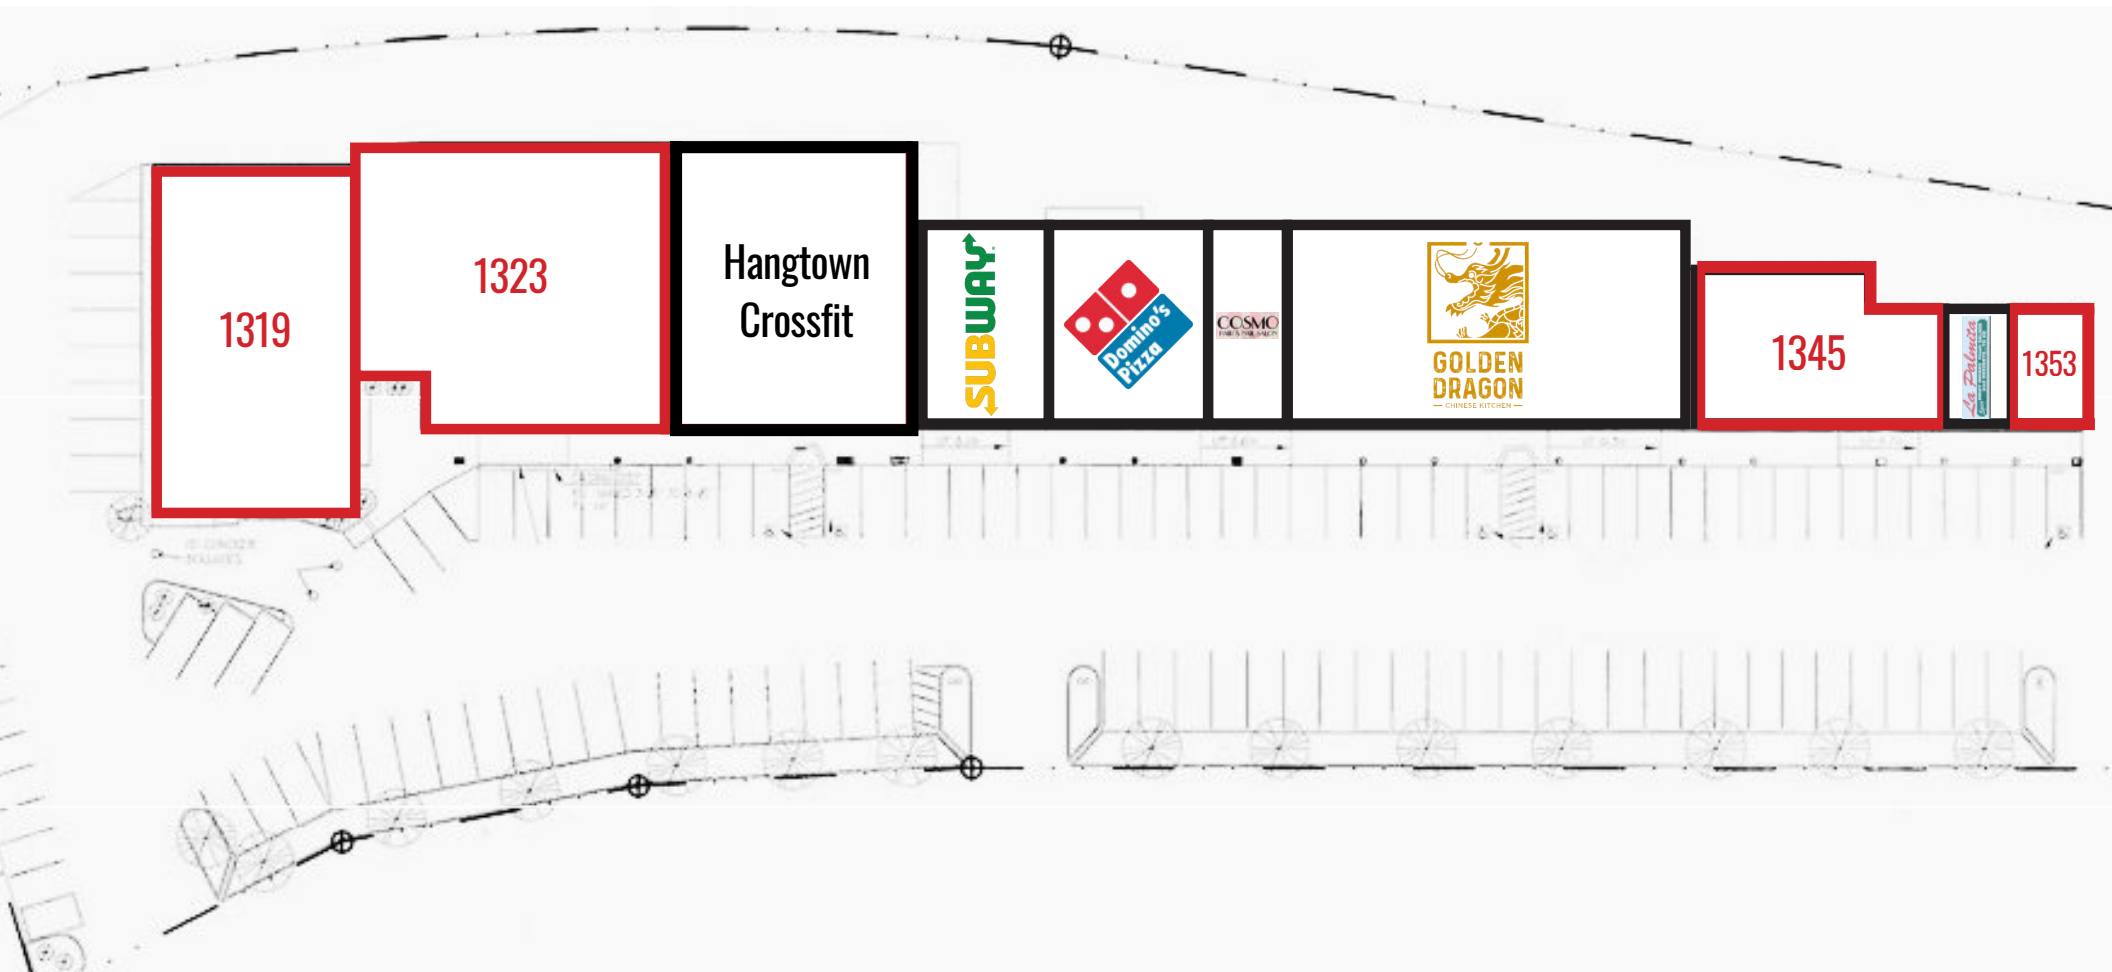 1319
1323
Hangtown
Crossfit
SUBWAY
Domino's
Pizza
COSMO
GOLDEN
DRAGON
— CHINESE KITCHEN —
1345
La Palmita
1353